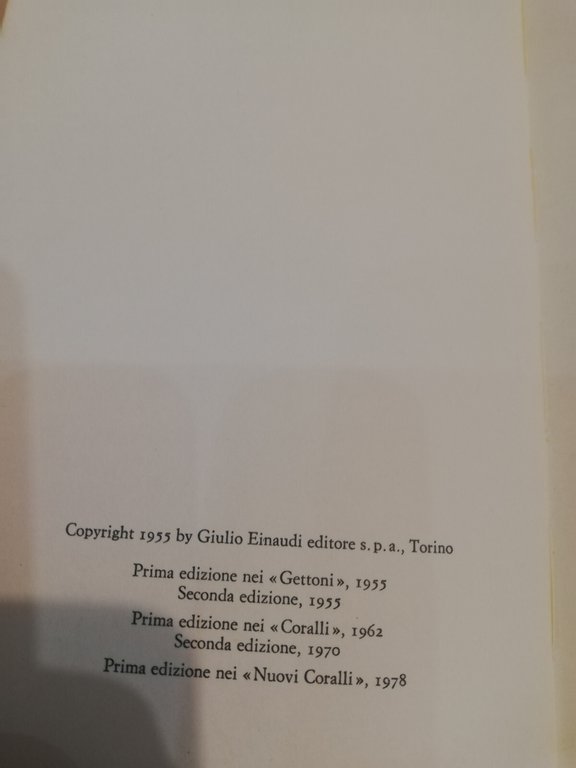 Copyright 1955 by Giulio Einaudi editore s.p.a., Torino
Prima edizione nei «Gettoni», 1955
Seconda edizione, 1955
Prima edizione nei «Coralli», 1962
Seconda edizione, 1970
Prima edizione nei «Nuovi Coralli», 1978